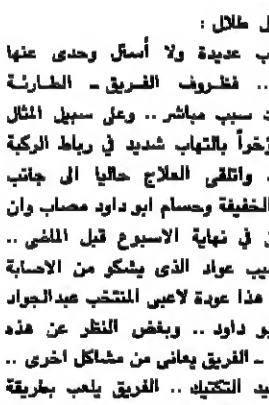 ل طلال :
ب عديدة ولا أسئل وحدى عنها
.. فظروف الفريق ـ الطارئة
سبب مباشر .. وعلى سبيل المثال
خراً بالتهاب شديد في رباط الركبة
واتلقى العلاج حاليا الى جانب
الخفيفة وحسام ابو داود مصاب وان
في نهاية الاسبوع قبل الماضى ..
يب عواد الذى يشكو من الاصابة
هذا عودة لاعبى المنتخب عبدالجواد
بو داود .. وبغض النظر عن هذه
ـ الفريق يعانى من مشاكل اخرى ..
يد التكتيك .. الفريق يلعب بطريقة